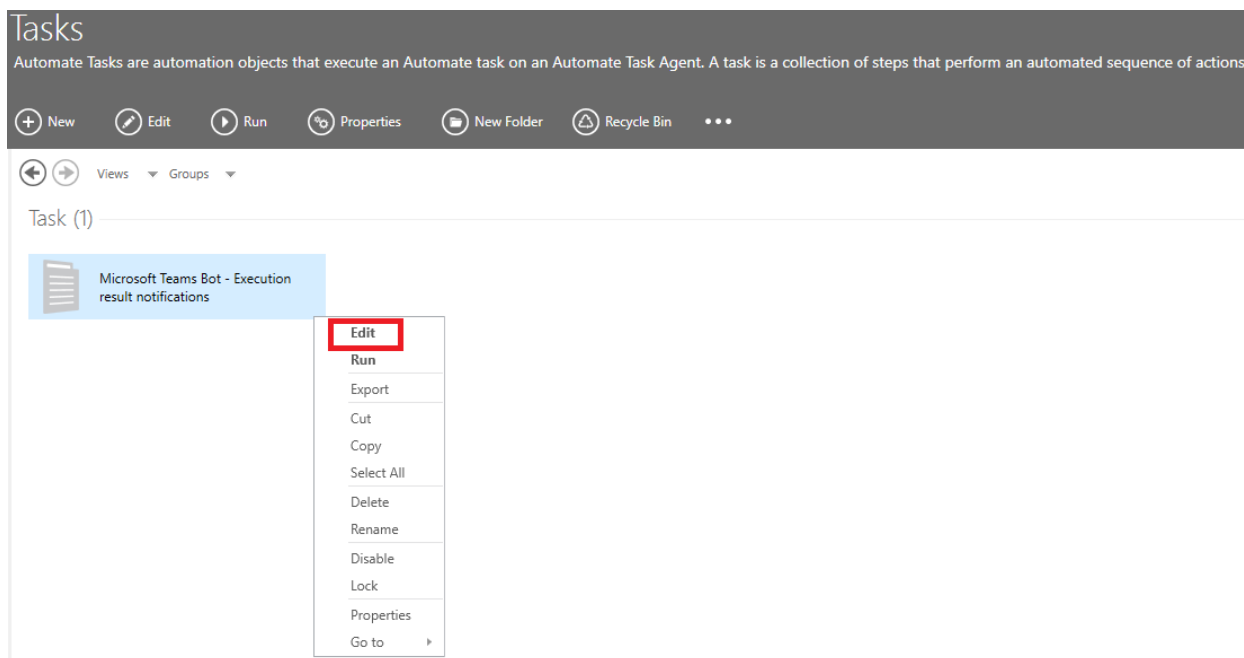 Tasks
Automate Tasks are automation objects that execute an Automate task on an Automate Task Agent. A task is a collection of steps that perform an automated sequence of actions
New Edit Run Properties New Folder Recycle Bin
Views Groups
Task (1)
Microsoft Teams Bot - Execution
result notifications
Edit
Run
Export
Cut
Copy
Select All
Delete
Rename
Disable
Lock
Properties
Go to